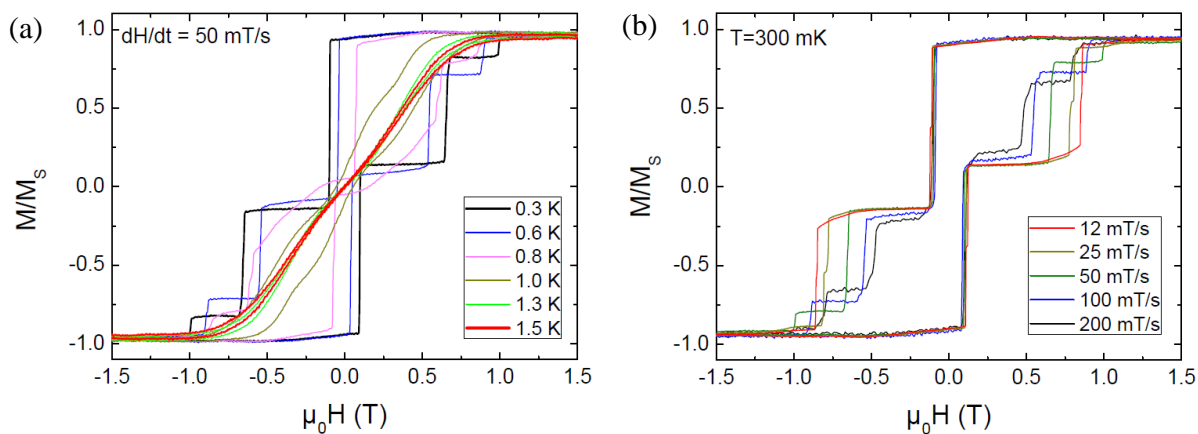 (a)
dH/dt = 50 mT/s
M/M_S
1.0
0.5
0.0
-0.5
-1.0
0.3 K
0.6 K
0.8 K
1.0 K
1.3 K
1.5 K
-1.5 -1.0 -0.5 0.0 0.5 1.0 1.5
μ₀H (T)
(b)
T=300 mK
M/M_S
1.0
0.5
0.0
-0.5
-1.0
12 mT/s
25 mT/s
50 mT/s
100 mT/s
200 mT/s
-1.5 -1.0 -0.5 0.0 0.5 1.0 1.5
μ₀H (T)